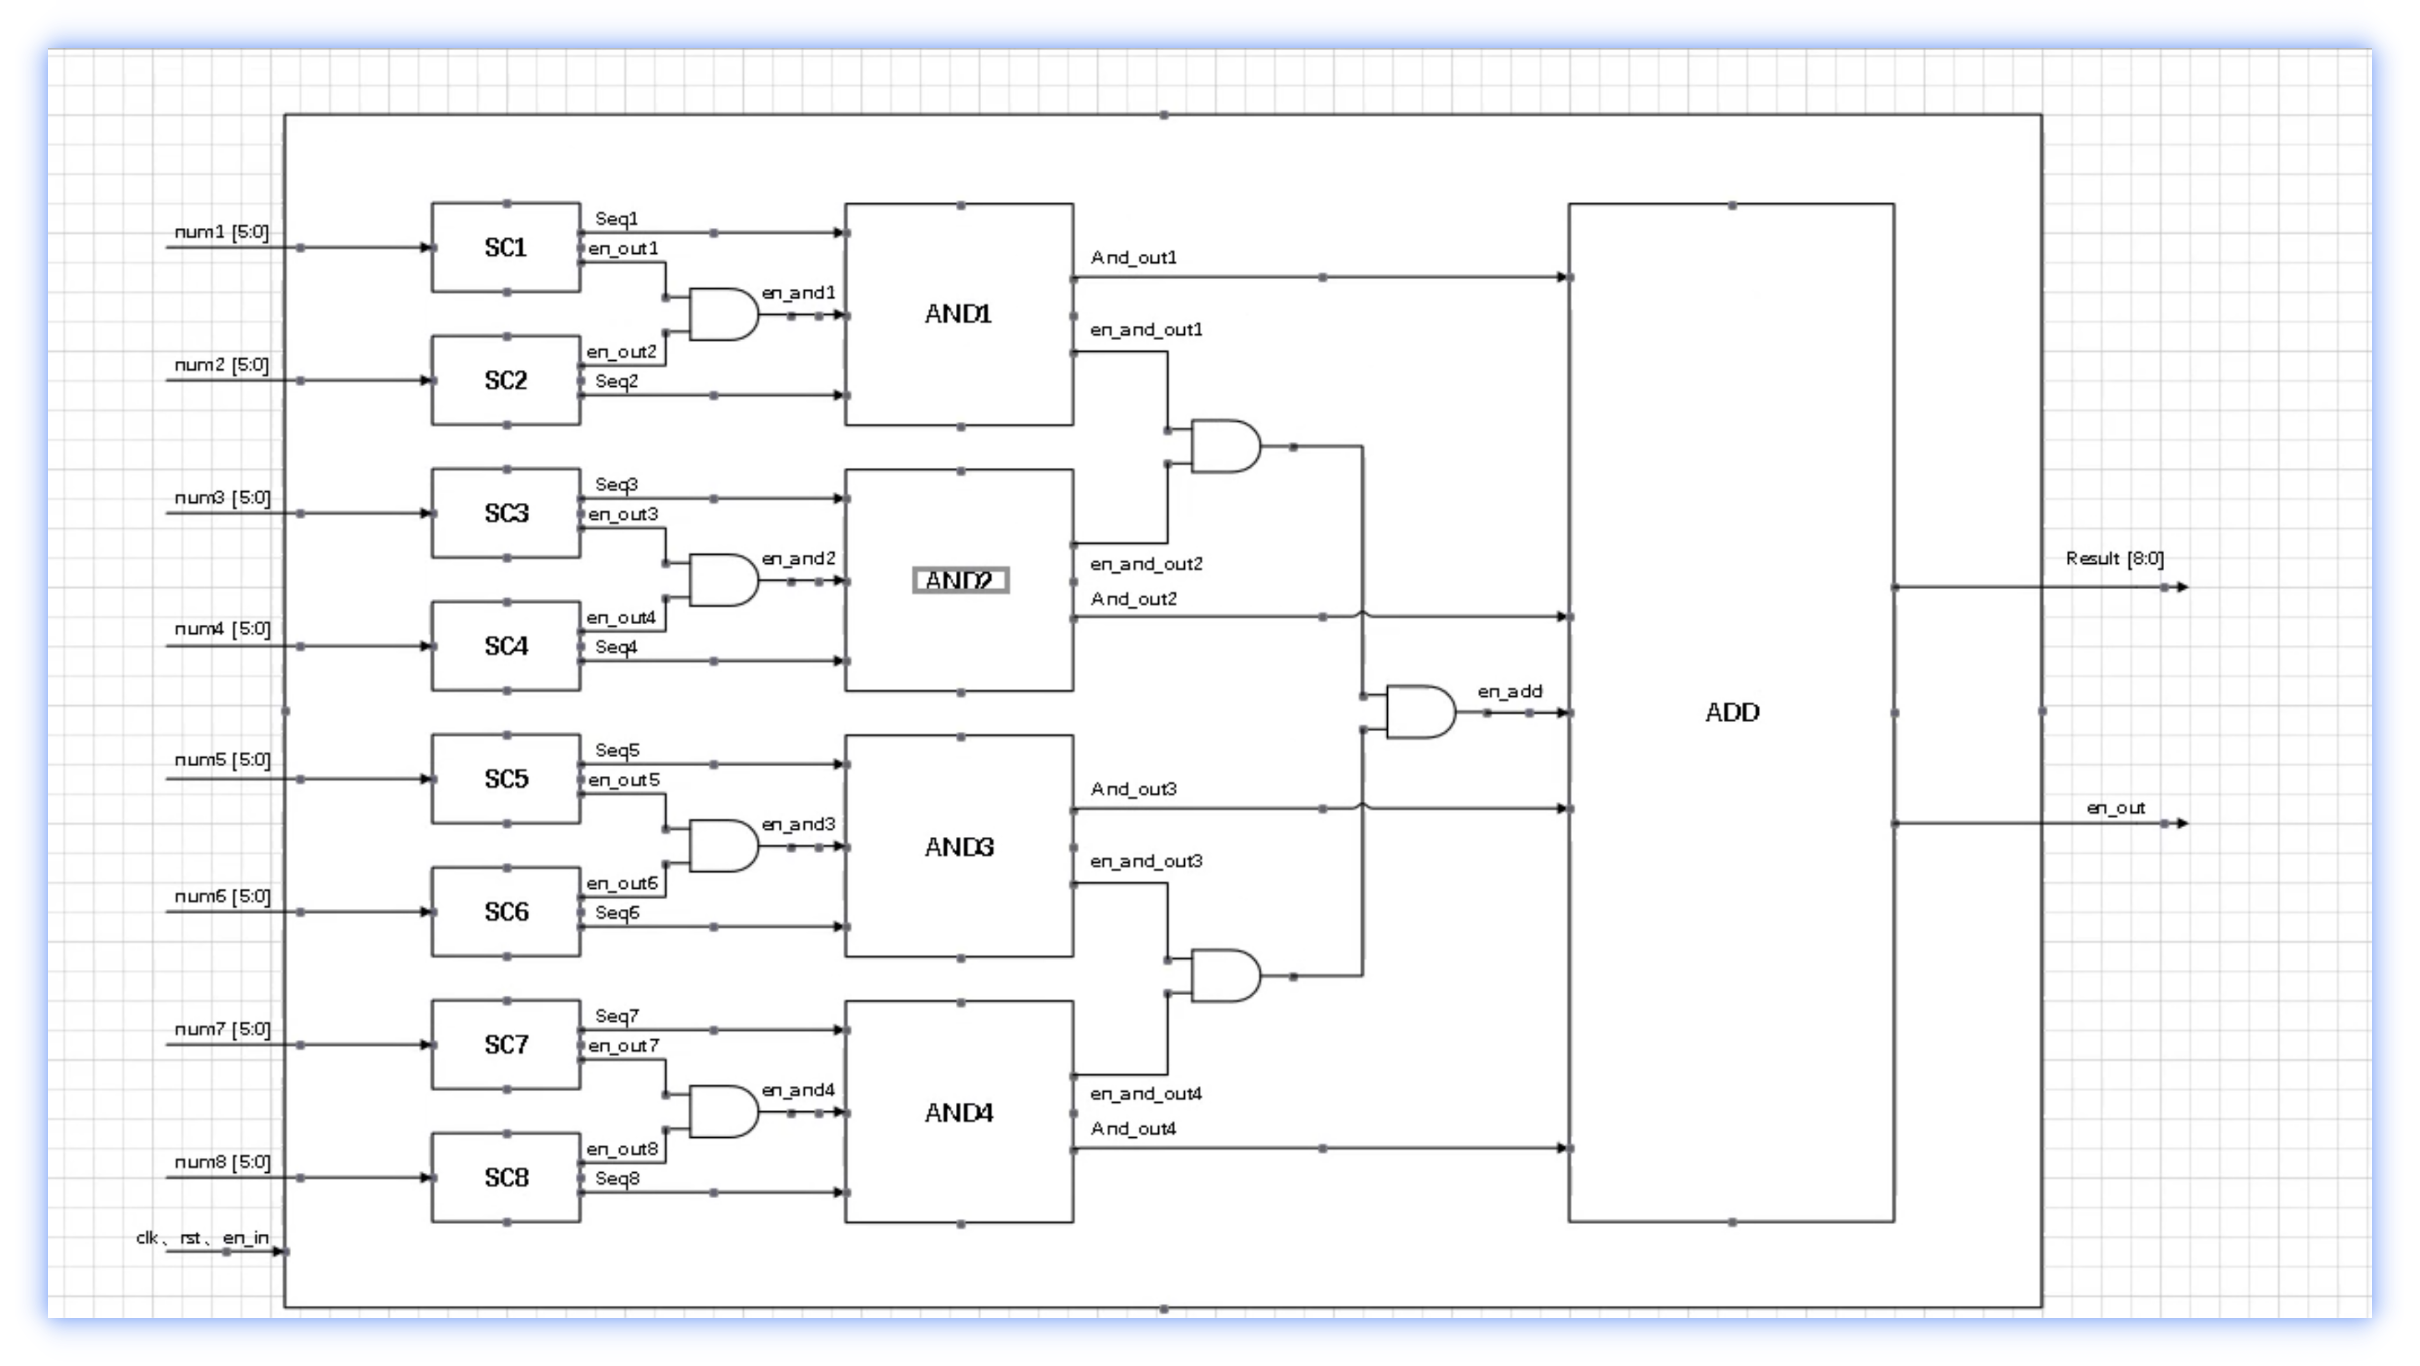 num1 [5:0]
SC1
Seq1
en_out1
en_and1
num2 [5:0]
SC2
en_out2
Seq2
AND1
And_out1
en_and_out1
num3 [5:0]
SC3
Seq3
en_out3
en_and2
num4 [5:0]
SC4
en_out4
Seq4
AND2
en_and_out2
And_out2
num5 [5:0]
SC5
Seq5
en_out5
en_and3
num6 [5:0]
SC6
en_out6
Seq6
AND3
And_out3
en_and_out3
num7 [5:0]
SC7
Seq7
en_out7
en_and4
num8 [5:0]
SC8
en_out8
Seq8
AND4
en_and_out4
And_out4
clk、rst、en_in
en_add
ADD
Result [8:0]
en_out